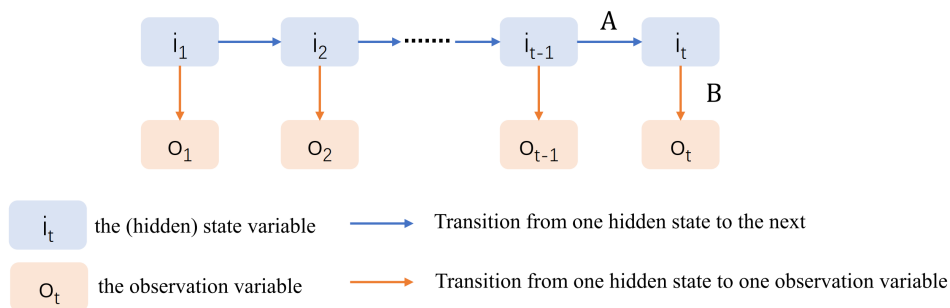 A
i₁ i₂ ........ iₜ₋₁ iₜ
B
o₁ o₂ oₜ₋₁ oₜ
iₜ the (hidden) state variable Transition from one hidden state to the next
oₜ the observation variable Transition from one hidden state to one observation variable